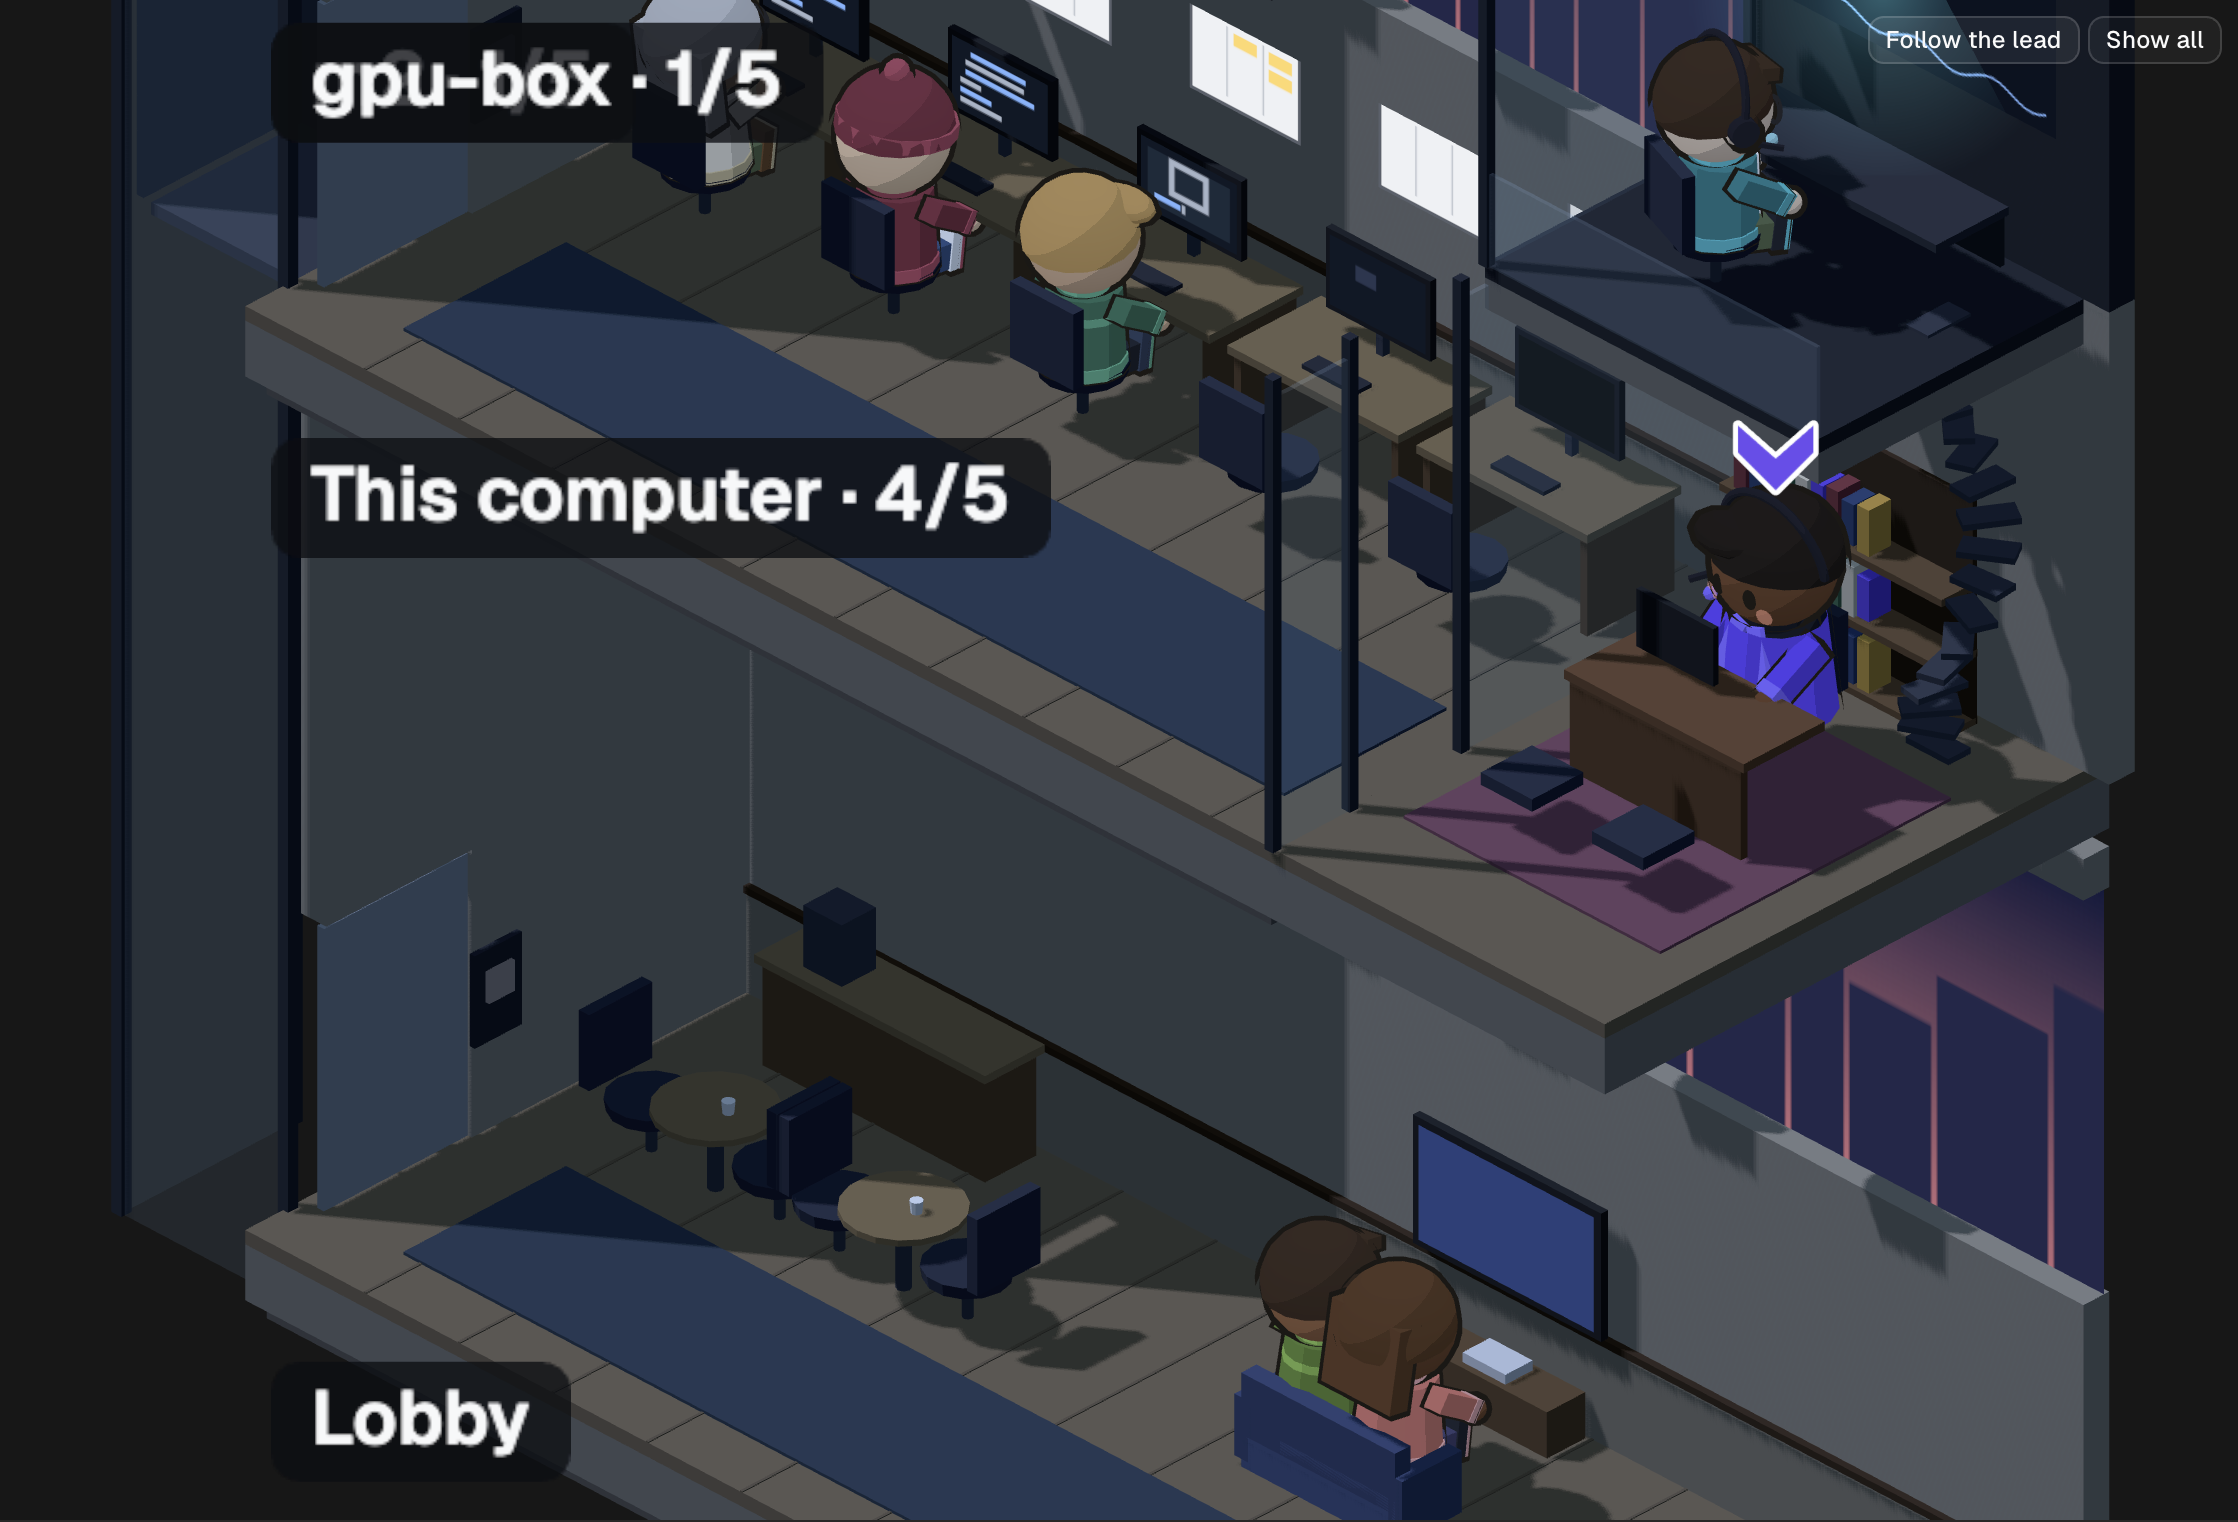 gpu-box · 1/5
Follow the lead
Show all
This computer · 4/5
Lobby